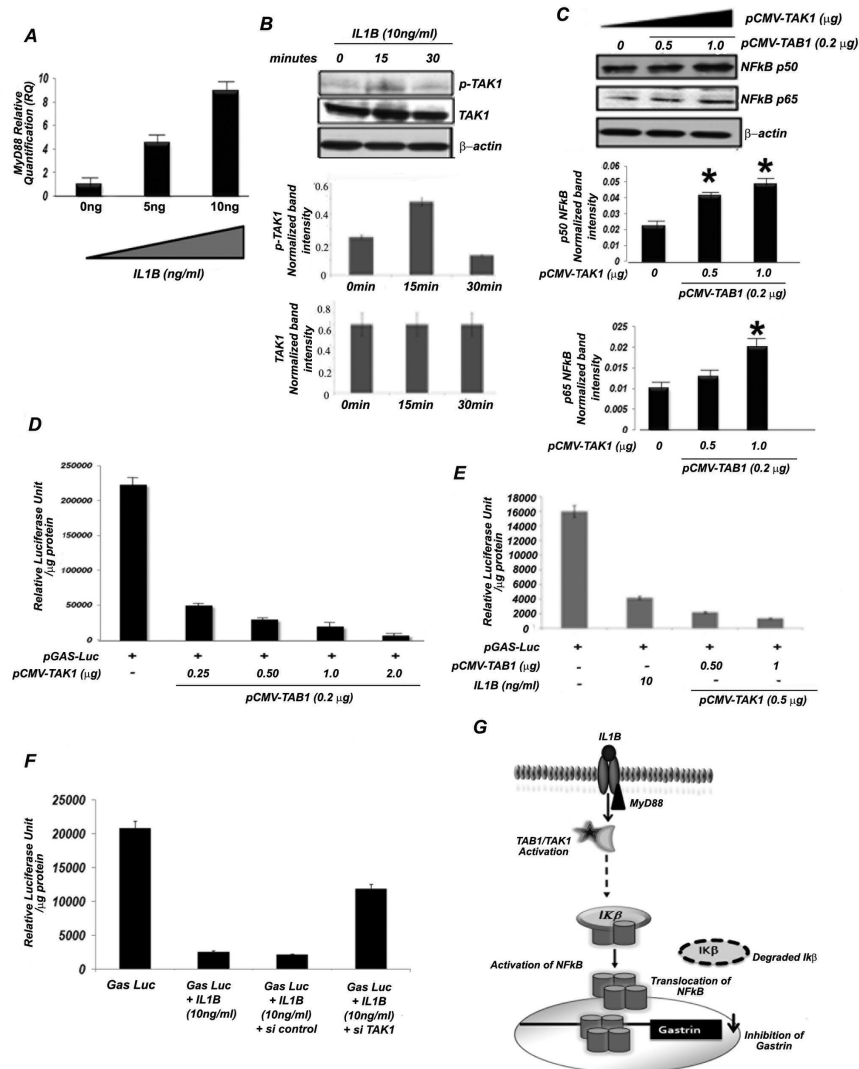 A
MyD88 Relative
Quantification (RQ)
10
8
6
4
2
0
0ng 5ng 10ng
IL1B (ng/ml)
B
IL1B (10ng/ml)
minutes 0 15 30
p-TAK1
TAK1
β-actin
p-TAK1
Normalized band
intensity
0.6
0.4
0.2
0
0min 15min 30min
TAK1
Normalized band
intensity
0.8
0.6
0.4
0.2
0
0min 15min 30min
C
pCMV-TAK1 (µg)
0 0.5 1.0 pCMV-TAB1 (0.2 µg)
NFkB p50
NFkB p65
β-actin
p50 NFkB
Normalized band
intensity
0.06
0.05
0.04
0.03
0.02
0.01
0
* *
pCMV-TAK1 (µg) 0 0.5 1.0
pCMV-TAB1 (0.2 µg)
p65 NFkB
Normalized band
intensity
0.025
0.02
0.015
0.01
0.005
0
*
pCMV-TAK1 (µg) 0 0.5 1.0
pCMV-TAB1 (0.2 µg)
D
Relative Luciferase Unit
/µg protein
250000
200000
150000
100000
50000
0
pGAS-Luc + + + + +
pCMV-TAK1 (µg) - 0.25 0.50 1.0 2.0
pCMV-TAB1 (0.2 µg)
E
Relative Luciferase Unit
/µg protein
18000
16000
14000
12000
10000
8000
6000
4000
2000
0
pGAS-Luc + + + +
pCMV-TAB1 (µg) - - 0.50 1
IL1B (ng/ml) - 10 - -
pCMV-TAK1 (0.5 µg)
F
Relative Luciferase Unit
/µg protein
25000
20000
15000
10000
5000
0
Gas Luc
Gas Luc
+ IL1B
(10ng/ml)
Gas Luc
+ IL1B
(10ng/ml)
+ si control
Gas Luc
+ IL1B
(10ng/ml)
+ si TAK1
G
IL1B
MyD88
TAB1/TAK1
Activation
IKβ
IKβ
Degraded Ikβ
Activation of NFkB
Translocation of
NFkB
Gastrin
Inhibition of
Gastrin